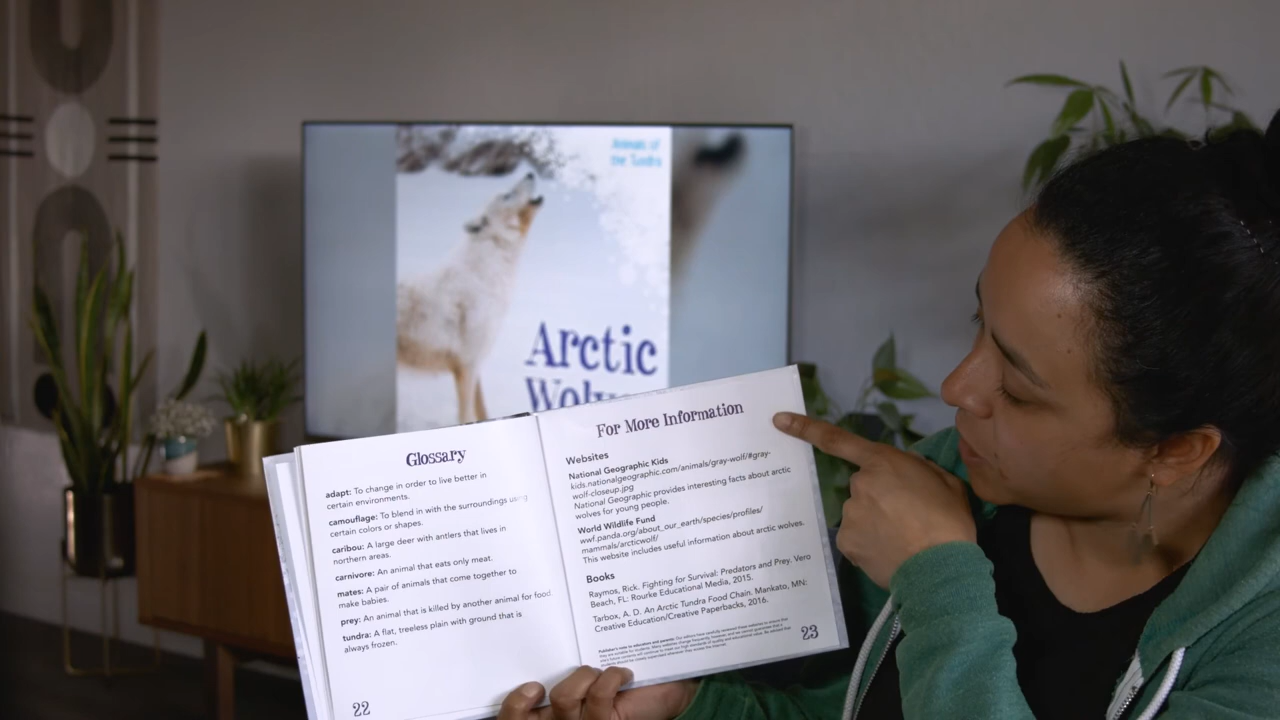 Animals of
the Tundra
Arctic
Glossary
adapt: To change in order to live better in
certain environments.
camouflage: To blend in with the surroundings using
certain colors or shapes.
caribou: A large deer with antlers that lives in
northern areas.
carnivore: An animal that eats only meat.
mates: A pair of animals that come together to
make babies.
prey: An animal that is killed by another animal for food.
tundra: A flat, treeless plain with ground that is
always frozen.
22
For More Information
Websites
National Geographic Kids
kids.nationalgeographic.com/animals/gray-wolf/#gray-
wolf-closeup.jpg
National Geographic provides interesting facts about arctic
wolves for young people.
World Wildlife Fund
wwf.panda.org/about_our_earth/species/profiles/
mammals/arcticwolf/
This website includes useful information about arctic wolves.
Books
Raymos, Rick. Fighting for Survival: Predators and Prey. Vero
Beach, FL: Rourke Educational Media, 2015.
Tarbox, A. D. An Arctic Tundra Food Chain. Mankato, MN:
Creative Education/Creative Paperbacks, 2016.
23